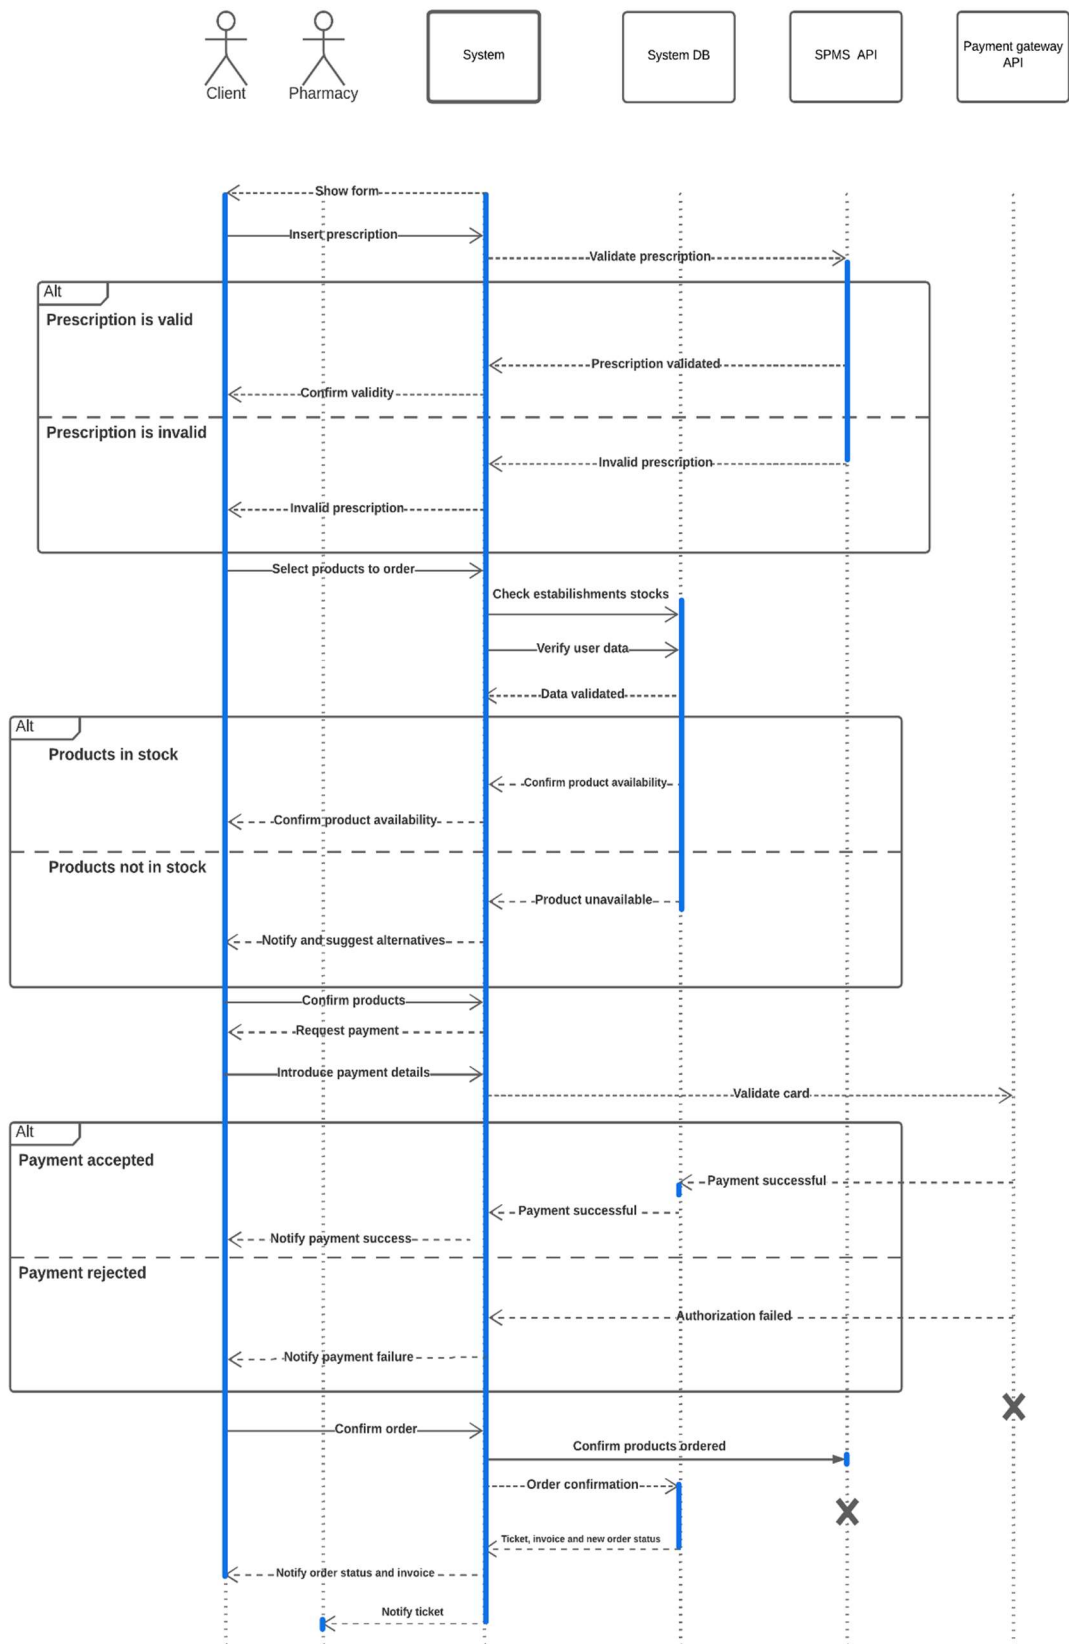 Client
Pharmacy
System
System DB
SPMS API
Payment gateway
API
Show form
Insert prescription
Validate prescription
Alt
Prescription is valid
Prescription validated
Confirm validity
Prescription is invalid
Invalid prescription
Invalid prescription
Select products to order
Check estabilishments stocks
Verify user data
Data validated
Alt
Products in stock
Confirm product availability
Confirm product availability
Products not in stock
Product unavailable
Notify and suggest alternatives
Confirm products
Request payment
Introduce payment details
Validate card
Alt
Payment accepted
Payment successful
Payment successful
Notify payment success
Payment rejected
Authorization failed
Notify payment failure
Confirm order
Confirm products ordered
Order confirmation
Ticket, invoice and new order status
Notify order status and invoice
Notify ticket